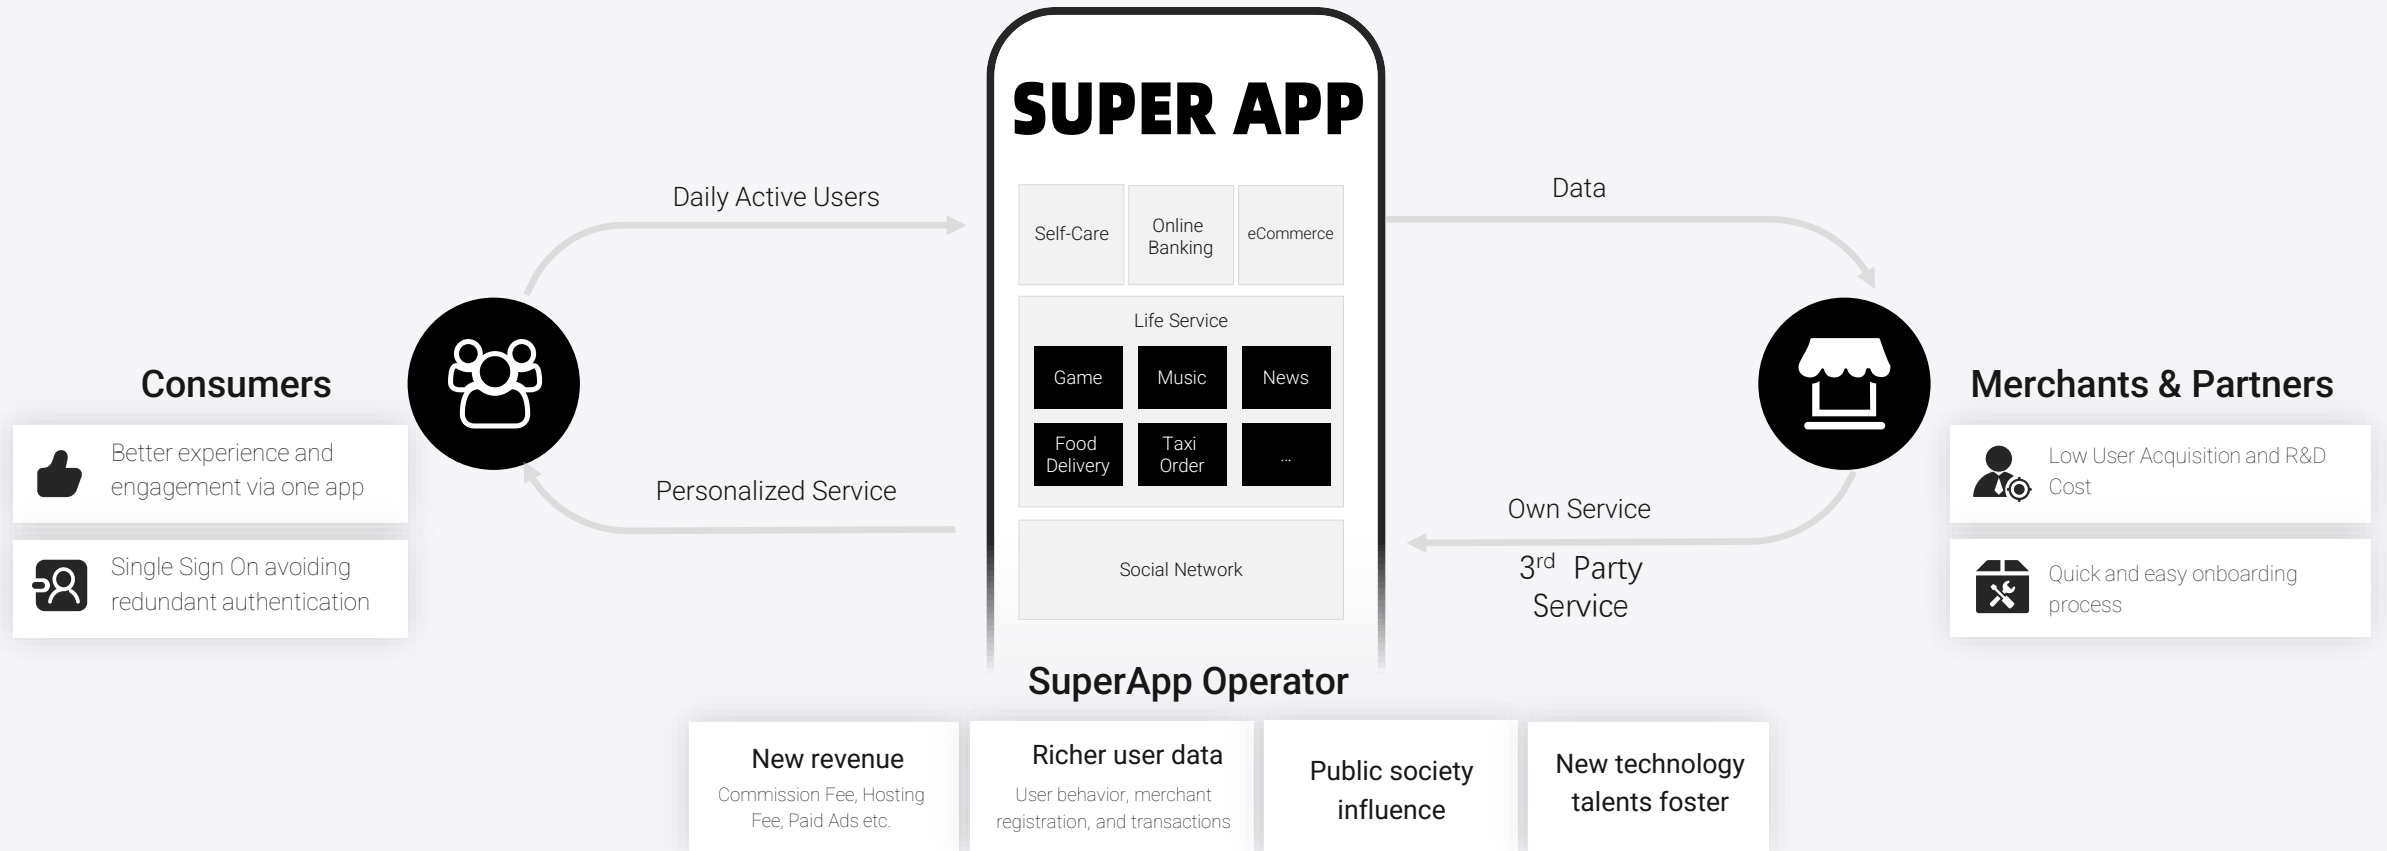 SUPER APP
Daily Active Users
Data
Self-Care
Online
Banking
eCommerce
Life Service
Game
Music
News
Food
Delivery
Taxi
Order
...
Social Network
Consumers
Better experience and
engagement via one app
Single Sign On avoiding
redundant authentication
Personalized Service
Own Service
3rd Party
Service
Merchants & Partners
Low User Acquisition and R&D
Cost
Quick and easy onboarding
process
SuperApp Operator
New revenue
Commission Fee, Hosting
Fee, Paid Ads etc.
Richer user data
User behavior, merchant
registration, and transactions
Public society
influence
New technology
talents foster